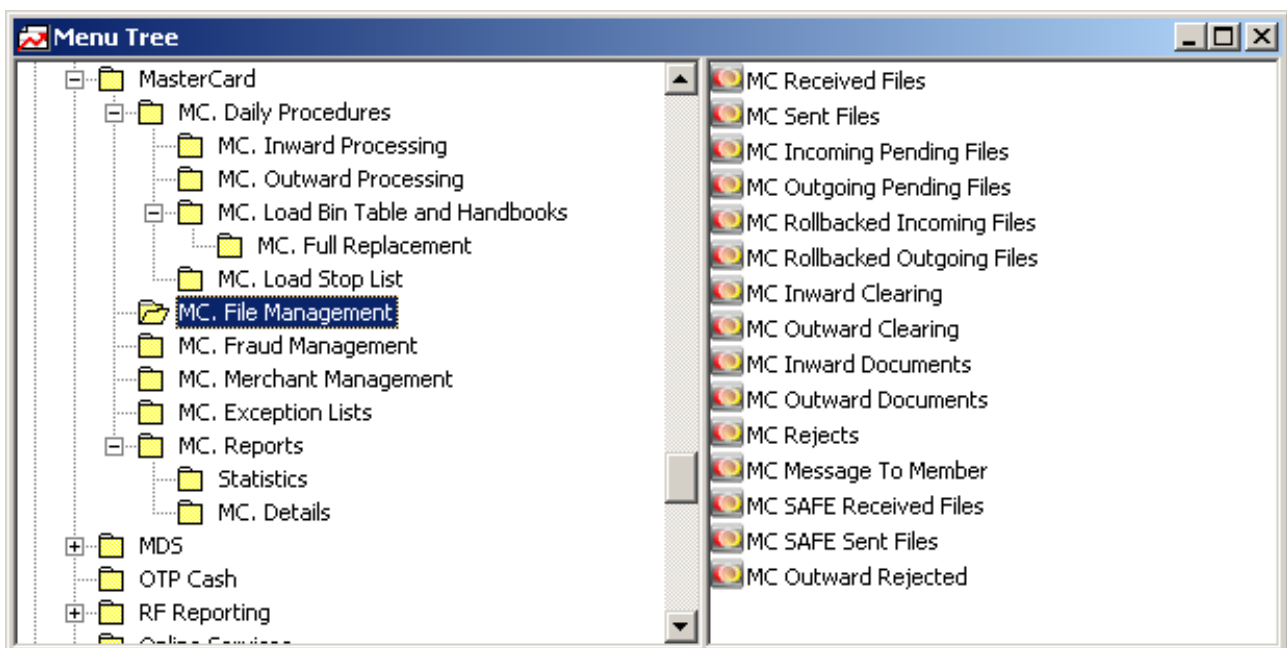 Menu Tree
MasterCard
MC. Daily Procedures
MC. Inward Processing
MC. Outward Processing
MC. Load Bin Table and Handbooks
MC. Full Replacement
MC. Load Stop List
MC. File Management
MC. Fraud Management
MC. Merchant Management
MC. Exception Lists
MC. Reports
Statistics
MC. Details
MDS
OTP Cash
RF Reporting
MC Received Files
MC Sent Files
MC Incoming Pending Files
MC Outgoing Pending Files
MC Rollbacked Incoming Files
MC Rollbacked Outgoing Files
MC Inward Clearing
MC Outward Clearing
MC Inward Documents
MC Outward Documents
MC Rejects
MC Message To Member
MC SAFE Received Files
MC SAFE Sent Files
MC Outward Rejected